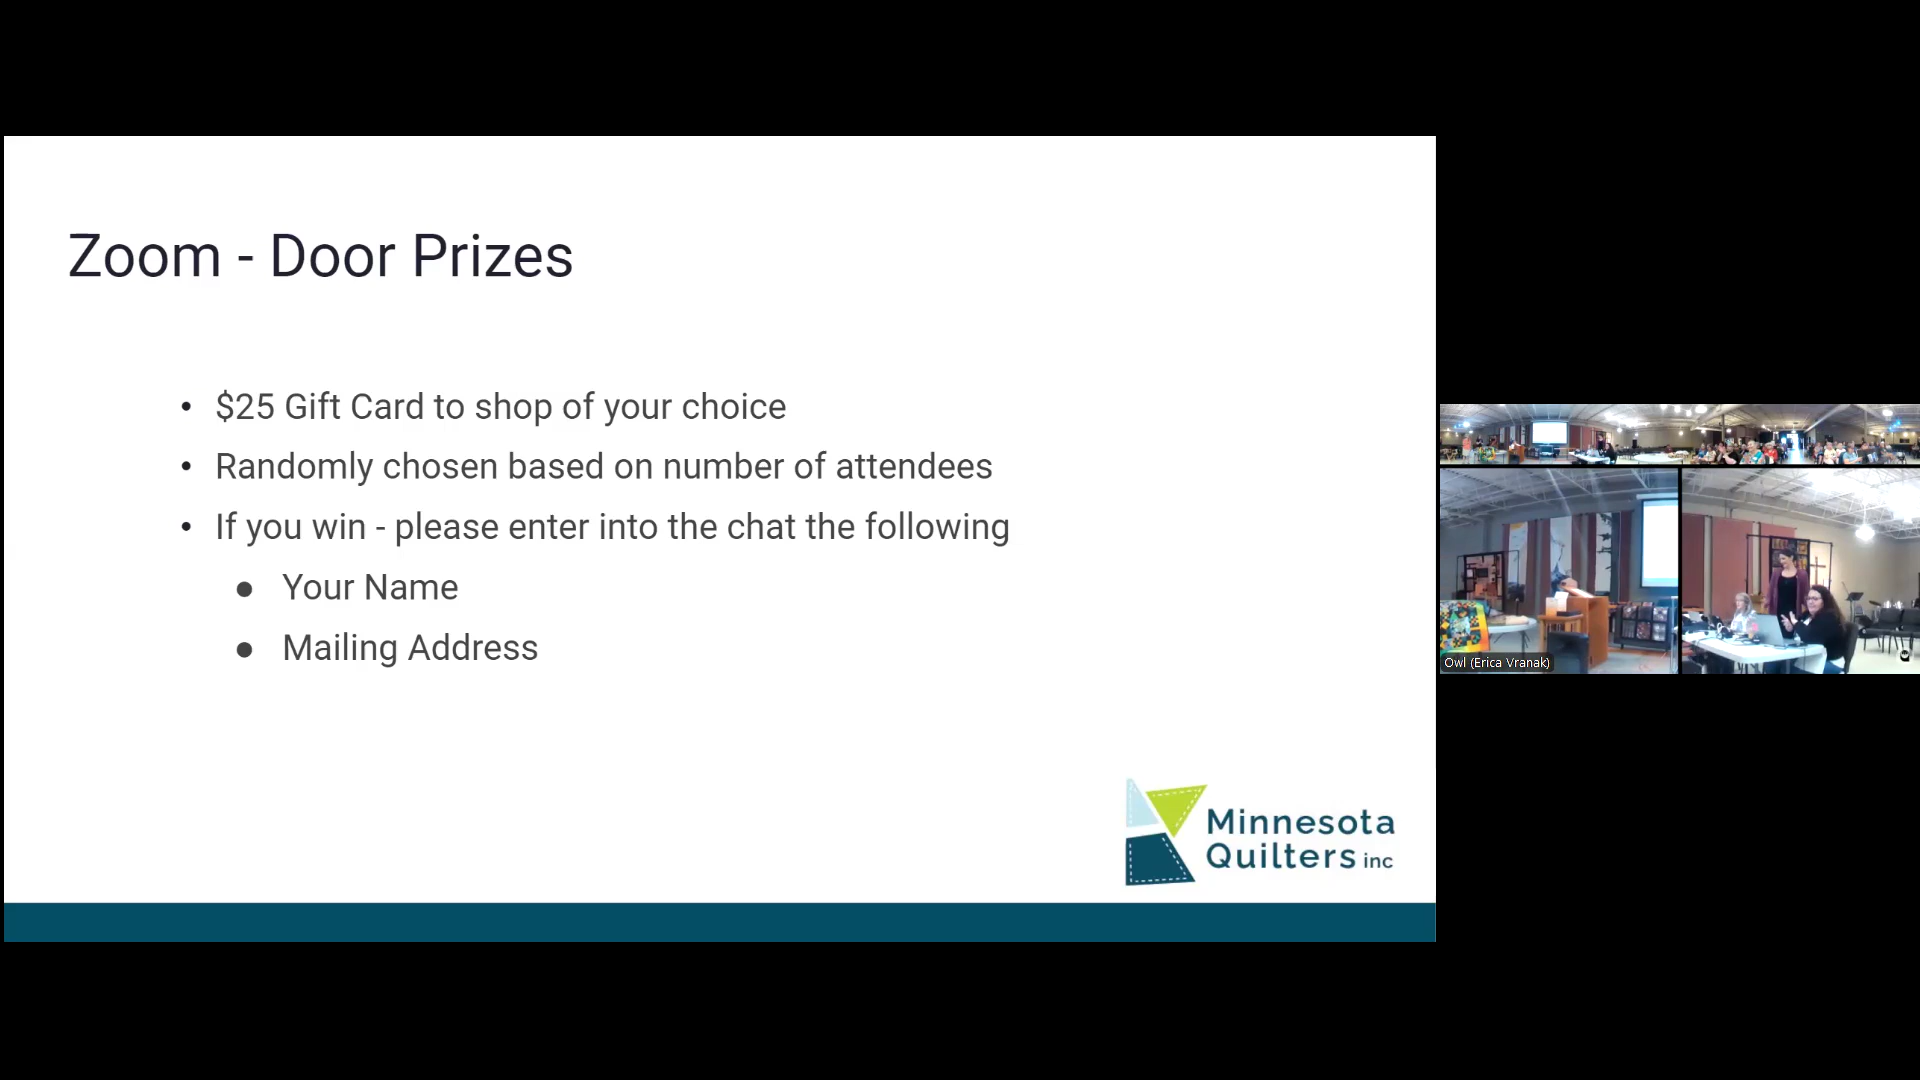 Zoom - Door Prizes
• $25 Gift Card to shop of your choice
• Randomly chosen based on number of attendees
• If you win - please enter into the chat the following
● Your Name
● Mailing Address
Minnesota
Quilters inc
Owl (Erica Vranak)